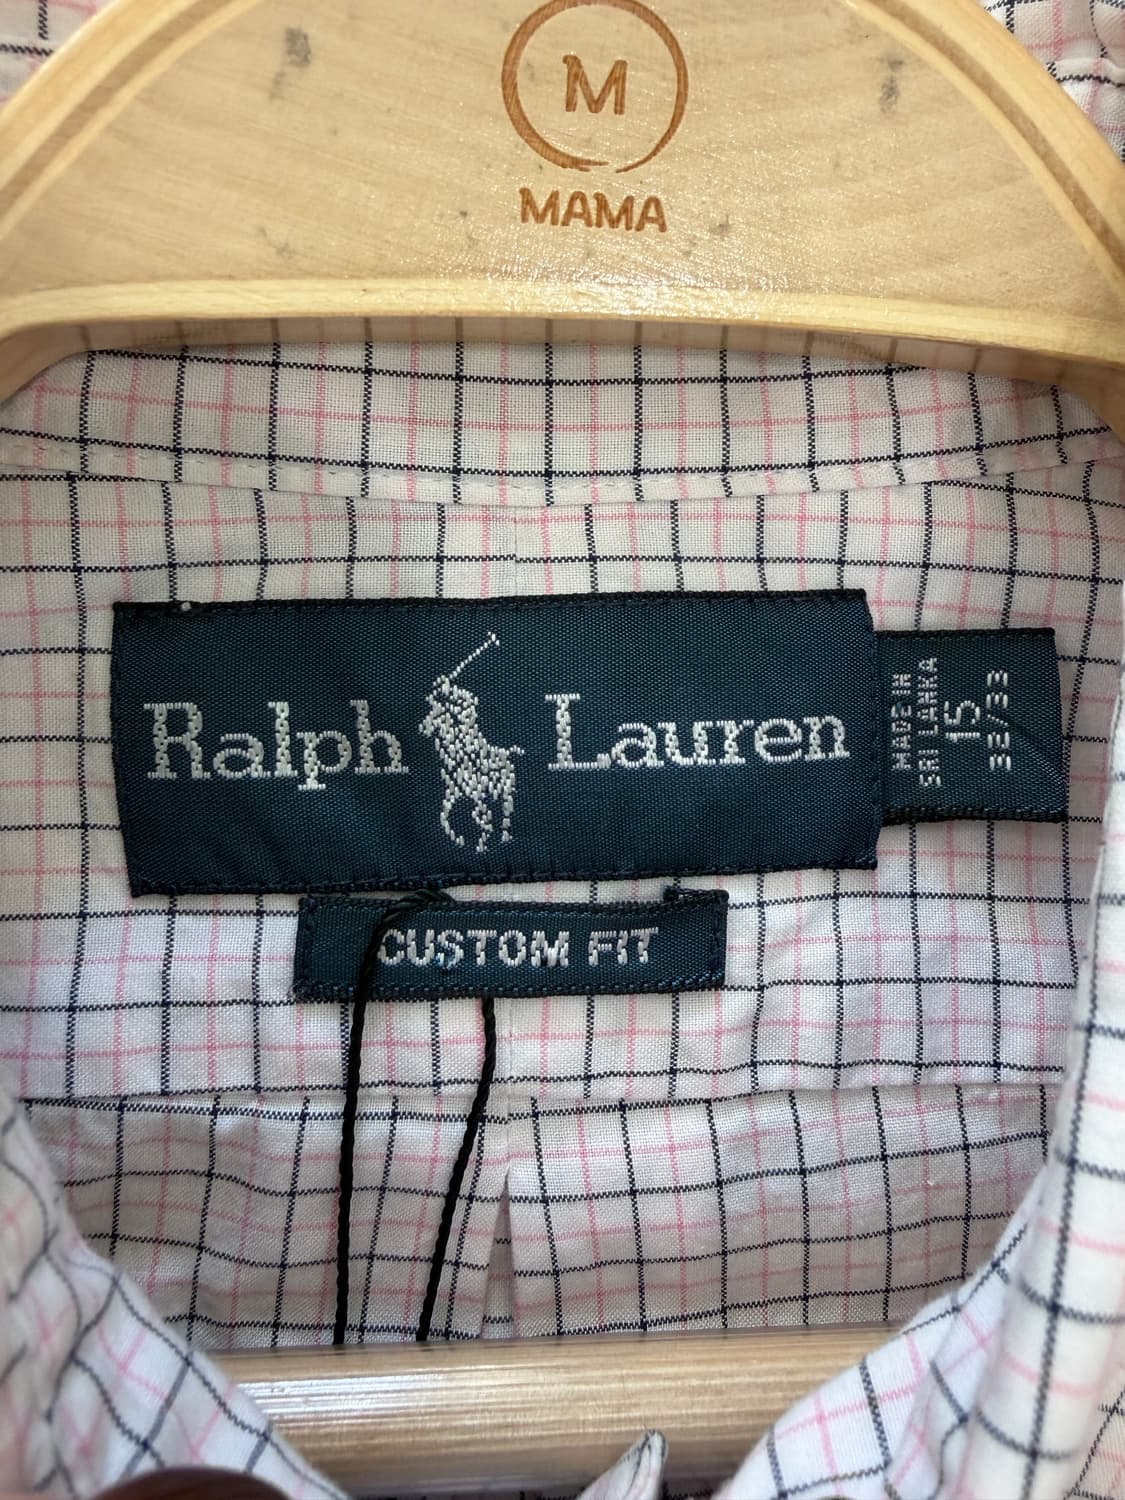 M
MAMA
Ralph Lauren
MADE IN
SRI LANKA
15
32/33
CUSTOM FIT